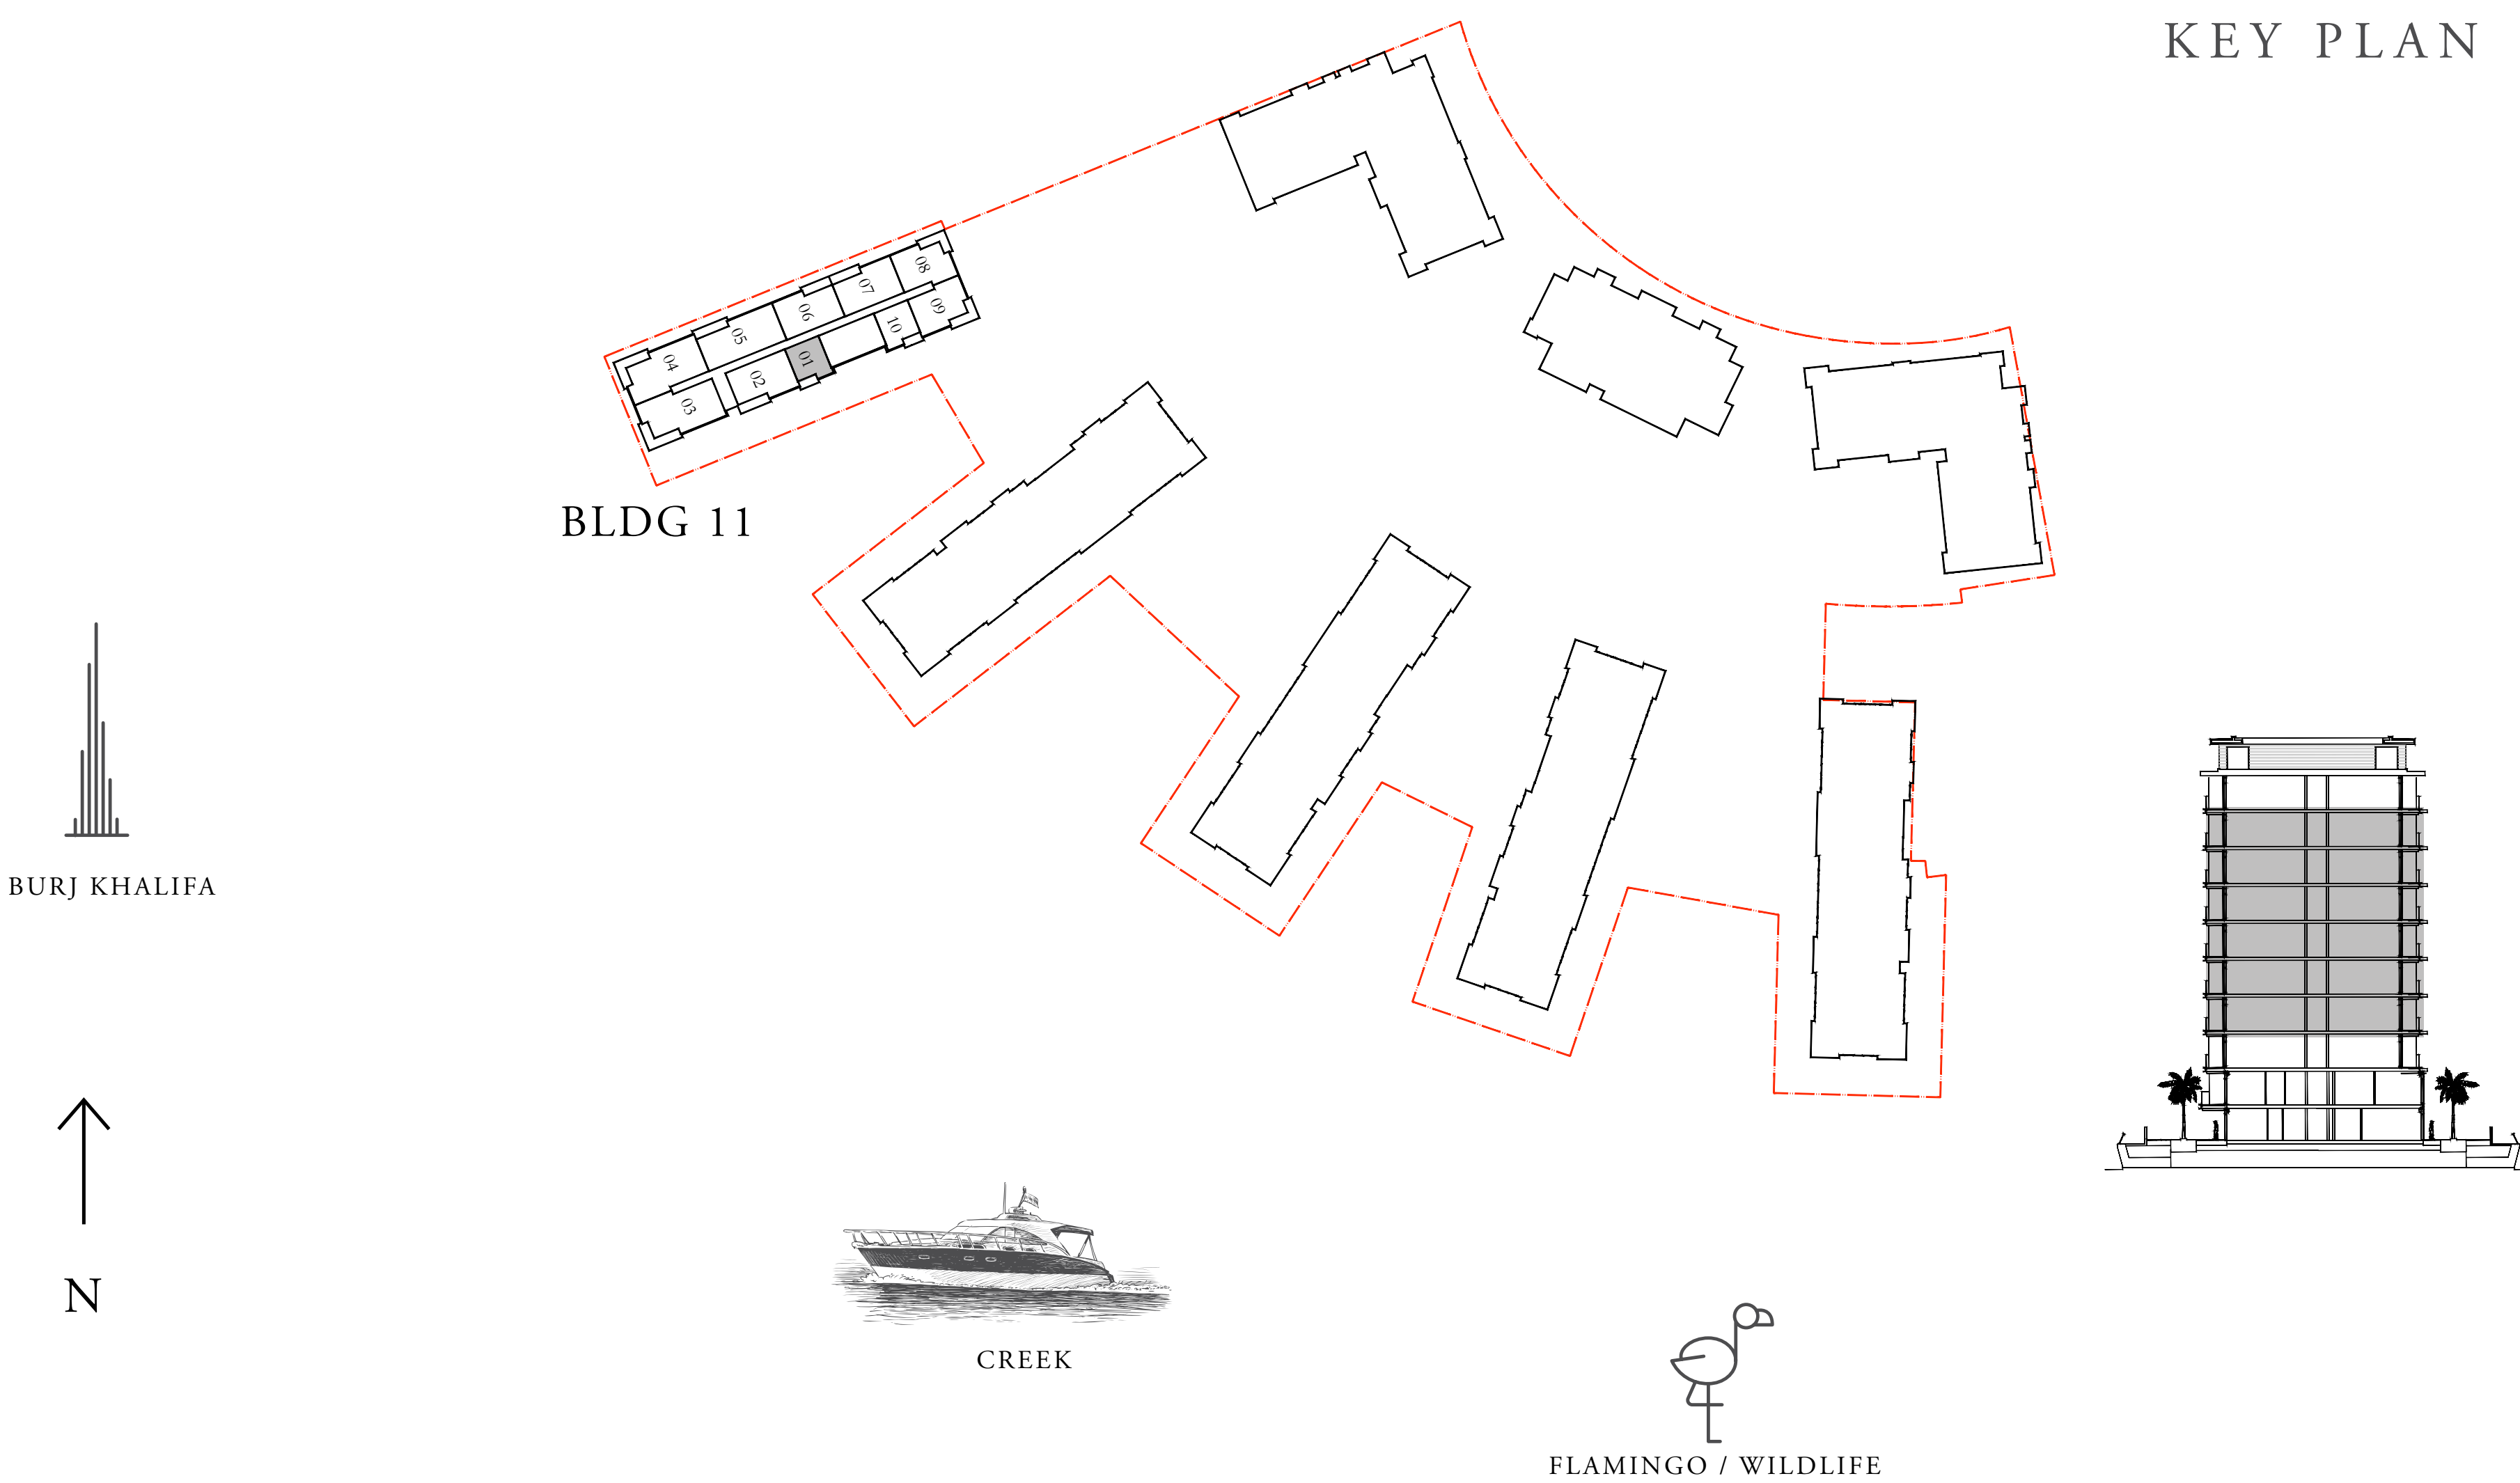 KEY PLAN
08
07
09
06
10
05
01
04
02
03
BLDG 11
BURJ KHALIFA
N
CREEK
FLAMINGO / WILDLIFE